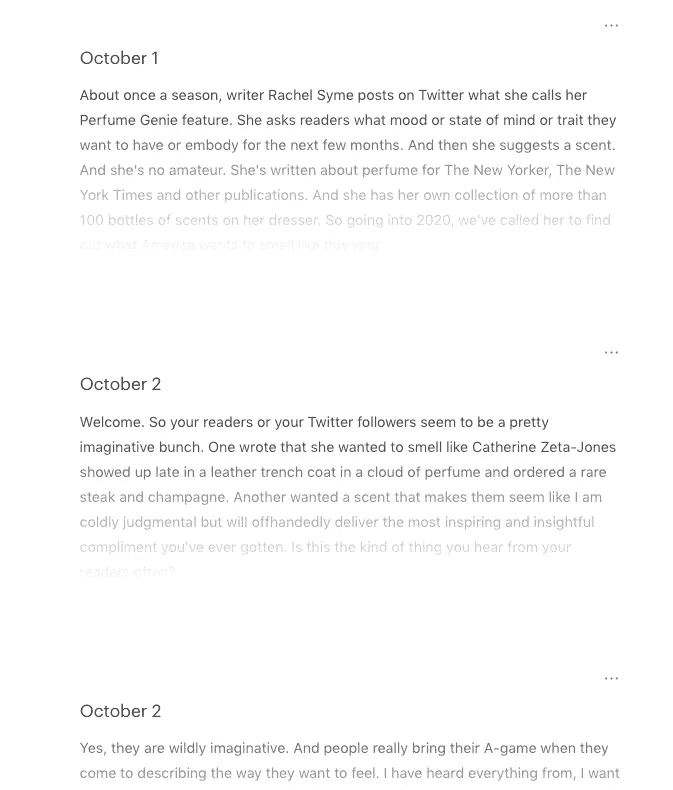 ...
October 1
About once a season, writer Rachel Syme posts on Twitter what she calls her
Perfume Genie feature. She asks readers what mood or state of mind or trait they
want to have or embody for the next few months. And then she suggests a scent.
And she's no amateur. She's written about perfume for The New Yorker, The New
York Times and other publications. And she has her own collection of more than
100 bottles of scents on her dresser. So going into 2020, we've called her to find
out what America wants to smell like this year.
...
October 2
Welcome. So your readers or your Twitter followers seem to be a pretty
imaginative bunch. One wrote that she wanted to smell like Catherine Zeta-Jones
showed up late in a leather trench coat in a cloud of perfume and ordered a rare
steak and champagne. Another wanted a scent that makes them seem like I am
coldly judgmental but will offhandedly deliver the most inspiring and insightful
compliment you've ever gotten. Is this the kind of thing you hear from your
readers often?
...
October 2
Yes, they are wildly imaginative. And people really bring their A-game when they
come to describing the way they want to feel. I have heard everything from, I want